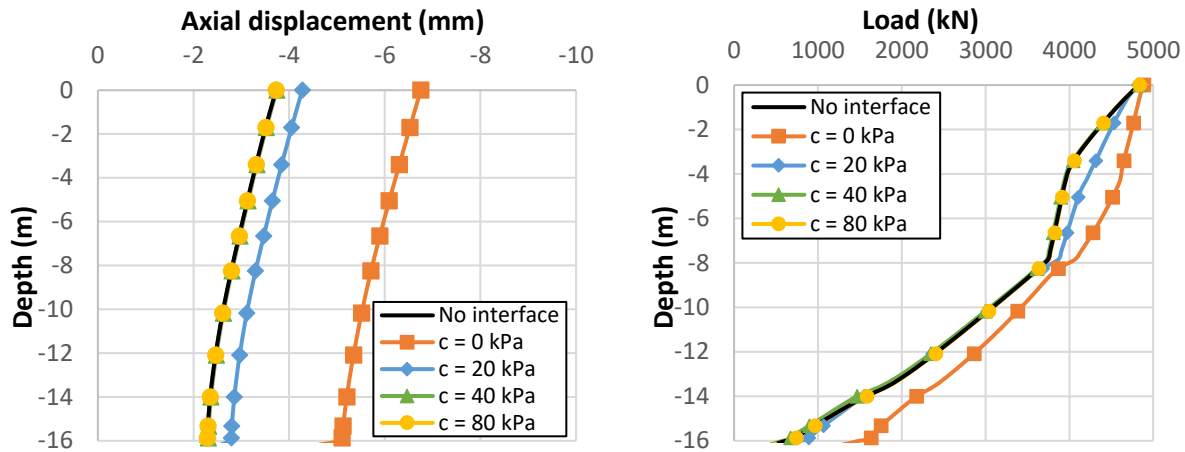 Axial displacement (mm)
0 -2 -4 -6 -8 -10
Depth (m)
0
-2
-4
-6
-8
-10
-12
-14
-16
No interface
c = 0 kPa
c = 20 kPa
c = 40 kPa
c = 80 kPa
Load (kN)
0 1000 2000 3000 4000 5000
Depth (m)
0
-2
-4
-6
-8
-10
-12
-14
-16
No interface
c = 0 kPa
c = 20 kPa
c = 40 kPa
c = 80 kPa